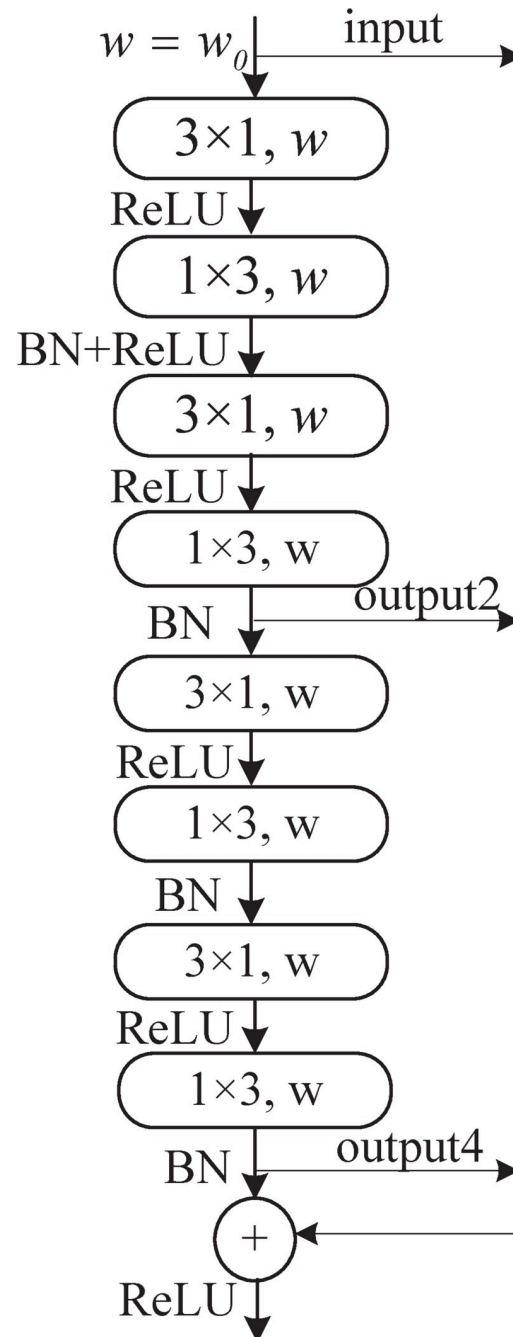 w = w0
input
3×1, w
ReLU
1×3, w
BN+ReLU
3×1, w
ReLU
1×3, w
output2
BN
3×1, w
ReLU
1×3, w
BN
3×1, w
ReLU
1×3, w
output4
BN
+
ReLU